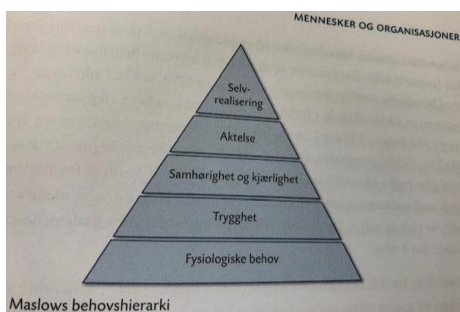 MENNESKER OG ORGANISASJONER
Selv-
realisering
Aktelse
Samhørighet og kjærlighet
Trygghet
Fysiologiske behov
Maslows behovshierarki